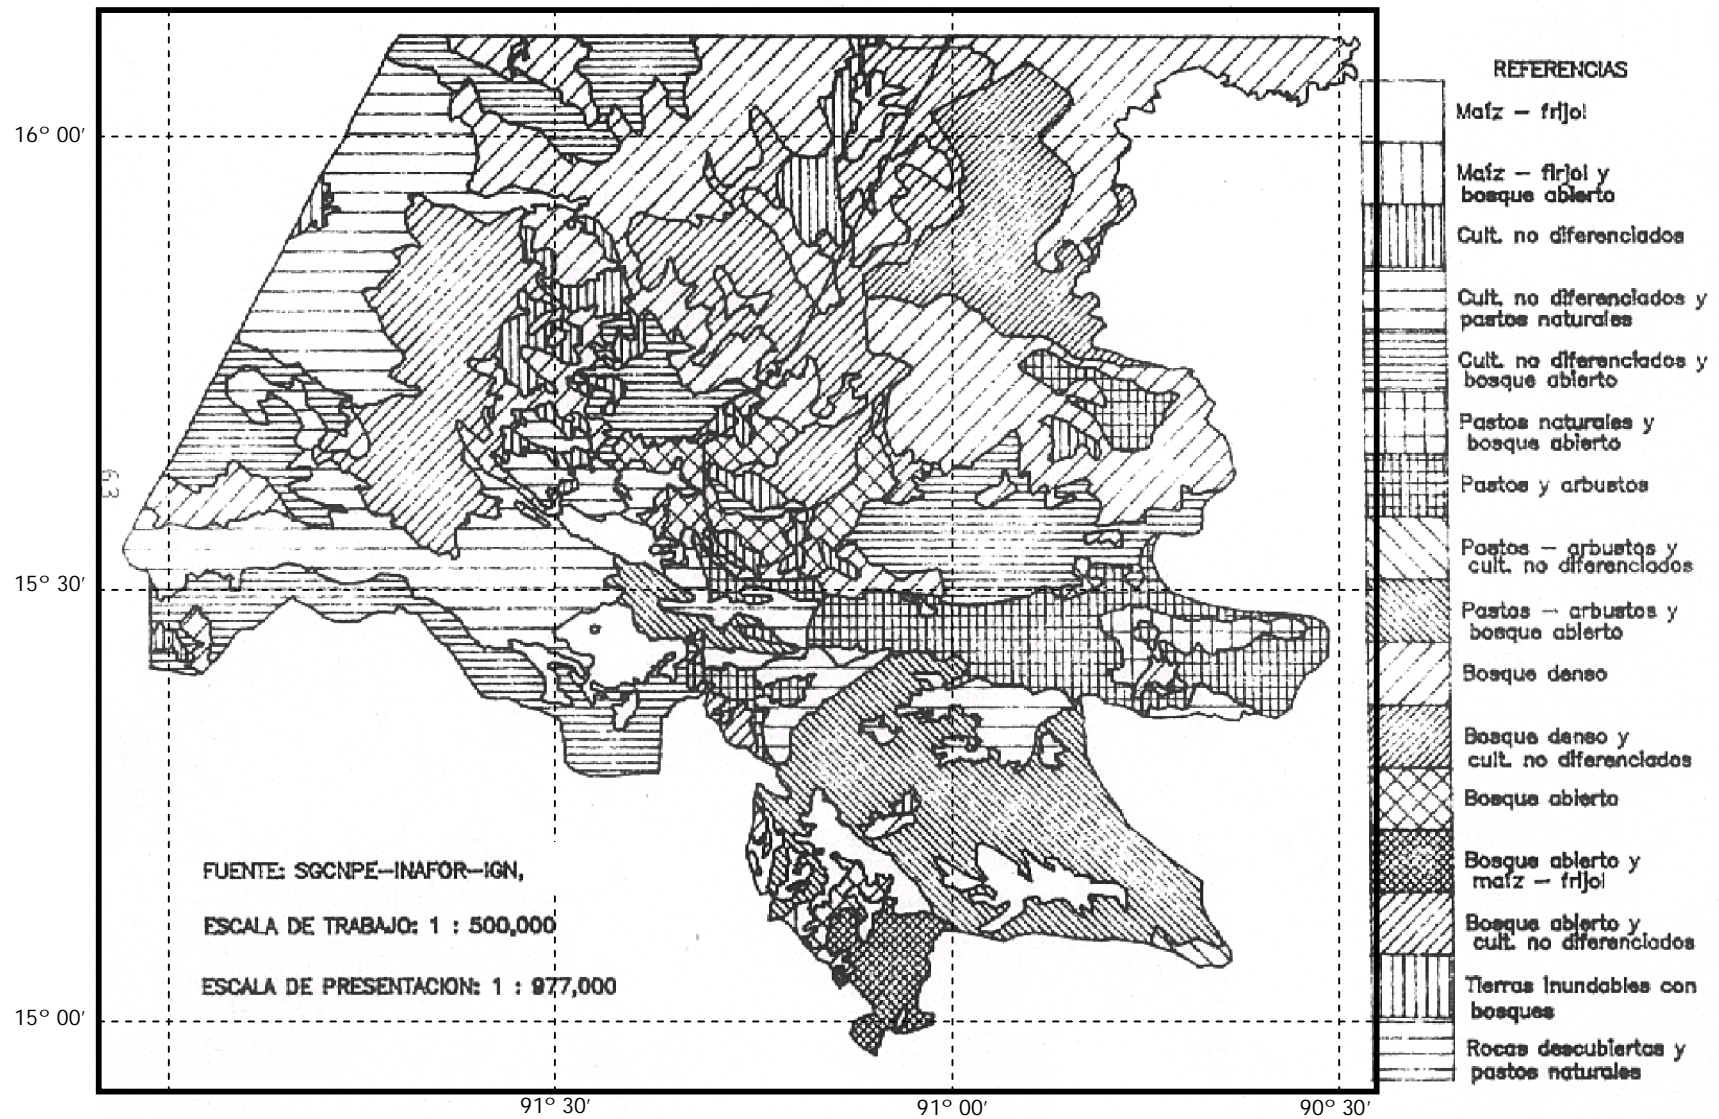 REFERENCIAS
Maíz – frijol
Maíz – firjol y
bosque abierto
Cult. no diferenciados
Cult. no diferenciados y
pastos naturales
Cult. no diferenciados y
bosque abierto
Pastos naturales y
bosque abierto
Pastos y arbustos
Pastos – arbustos y
cult. no diferenciados
Pastos – arbustos y
bosque abierto
Bosque denso
Bosque denso y
cult. no diferenciados
Bosque abierto
Bosque abierto y
maíz – frijol
Bosque abierto y
cult. no diferenciados
Tierras inundables con
bosques
Rocas descubiertas y
pastos naturales
16° 00′
15° 30′
15° 00′
63
FUENTE: SGCNPE–INAFOR–IGN,
ESCALA DE TRABAJO: 1 : 500,000
ESCALA DE PRESENTACION: 1 : 977,000
91° 30′
91° 00′
90° 30′